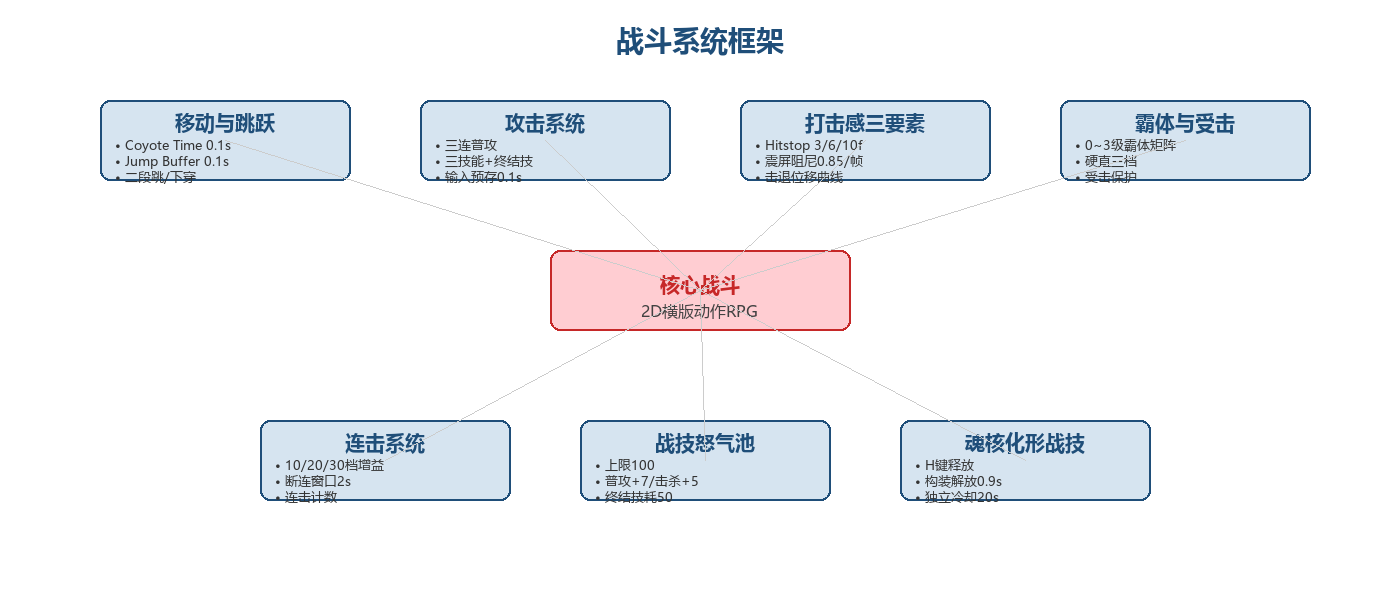 战斗系统框架
移动与跳跃
• Coyote Time 0.1s
• Jump Buffer 0.1s
• 二段跳/下穿
攻击系统
• 三连普攻
• 三技能+终结技
• 输入预存0.1s
打击感三要素
• Hitstop 3/6/10f
• 震屏阻尼0.85/帧
• 击退位移曲线
霸体与受击
• 0~3级霸体矩阵
• 硬直三档
• 受击保护
核心战斗
2D横版动作RPG
连击系统
• 10/20/30档增益
• 断连窗口2s
• 连击计数
战技怒气池
• 上限100
• 普攻+7/击杀+5
• 终结技耗50
魂核化形战技
• H键释放
• 构装解放0.9s
• 独立冷却20s